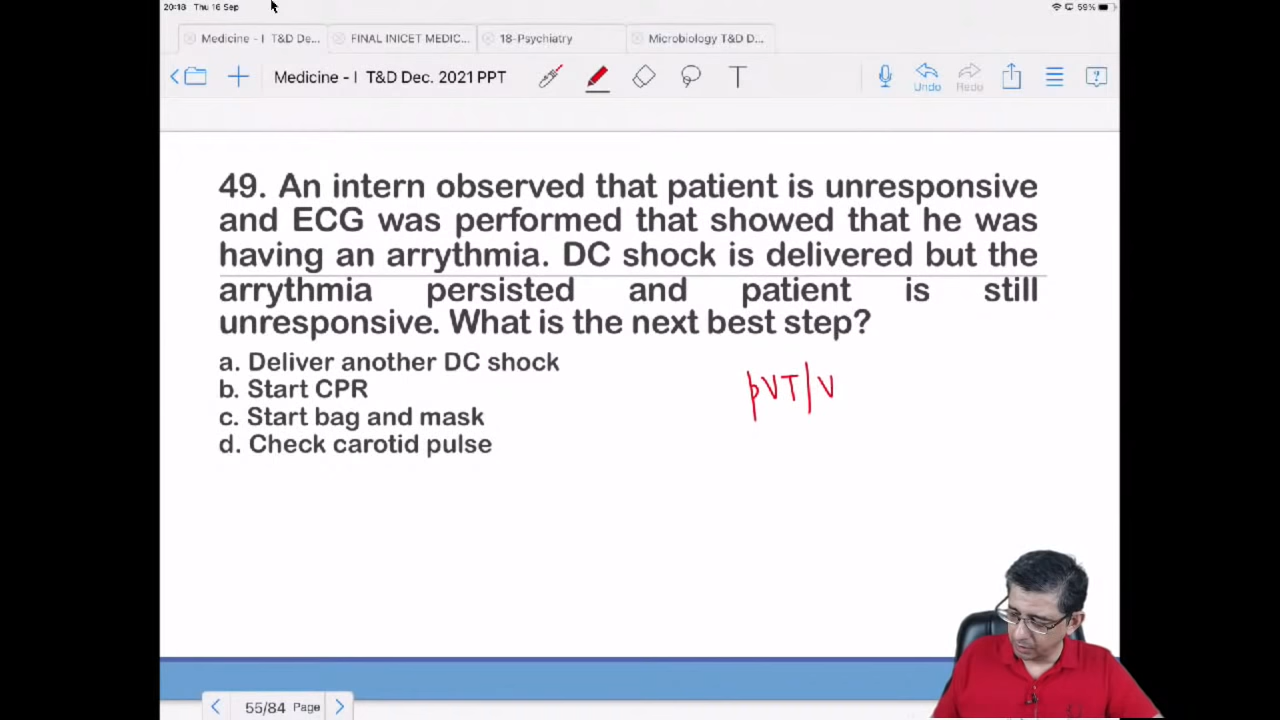 20:18 Thu 16 Sep
59%
Medicine - I T&D De...
FINAL INICET MEDIC...
18-Psychiatry
Microbiology T&D D...
Medicine - I T&D Dec. 2021 PPT
T
Undo
Redo
?
49. An intern observed that patient is unresponsive
and ECG was performed that showed that he was
having an arrythmia. DC shock is delivered but the
arrythmia persisted and patient is still
unresponsive. What is the next best step?
a. Deliver another DC shock
b. Start CPR
c. Start bag and mask
d. Check carotid pulse
pVT/V
55/84 Page